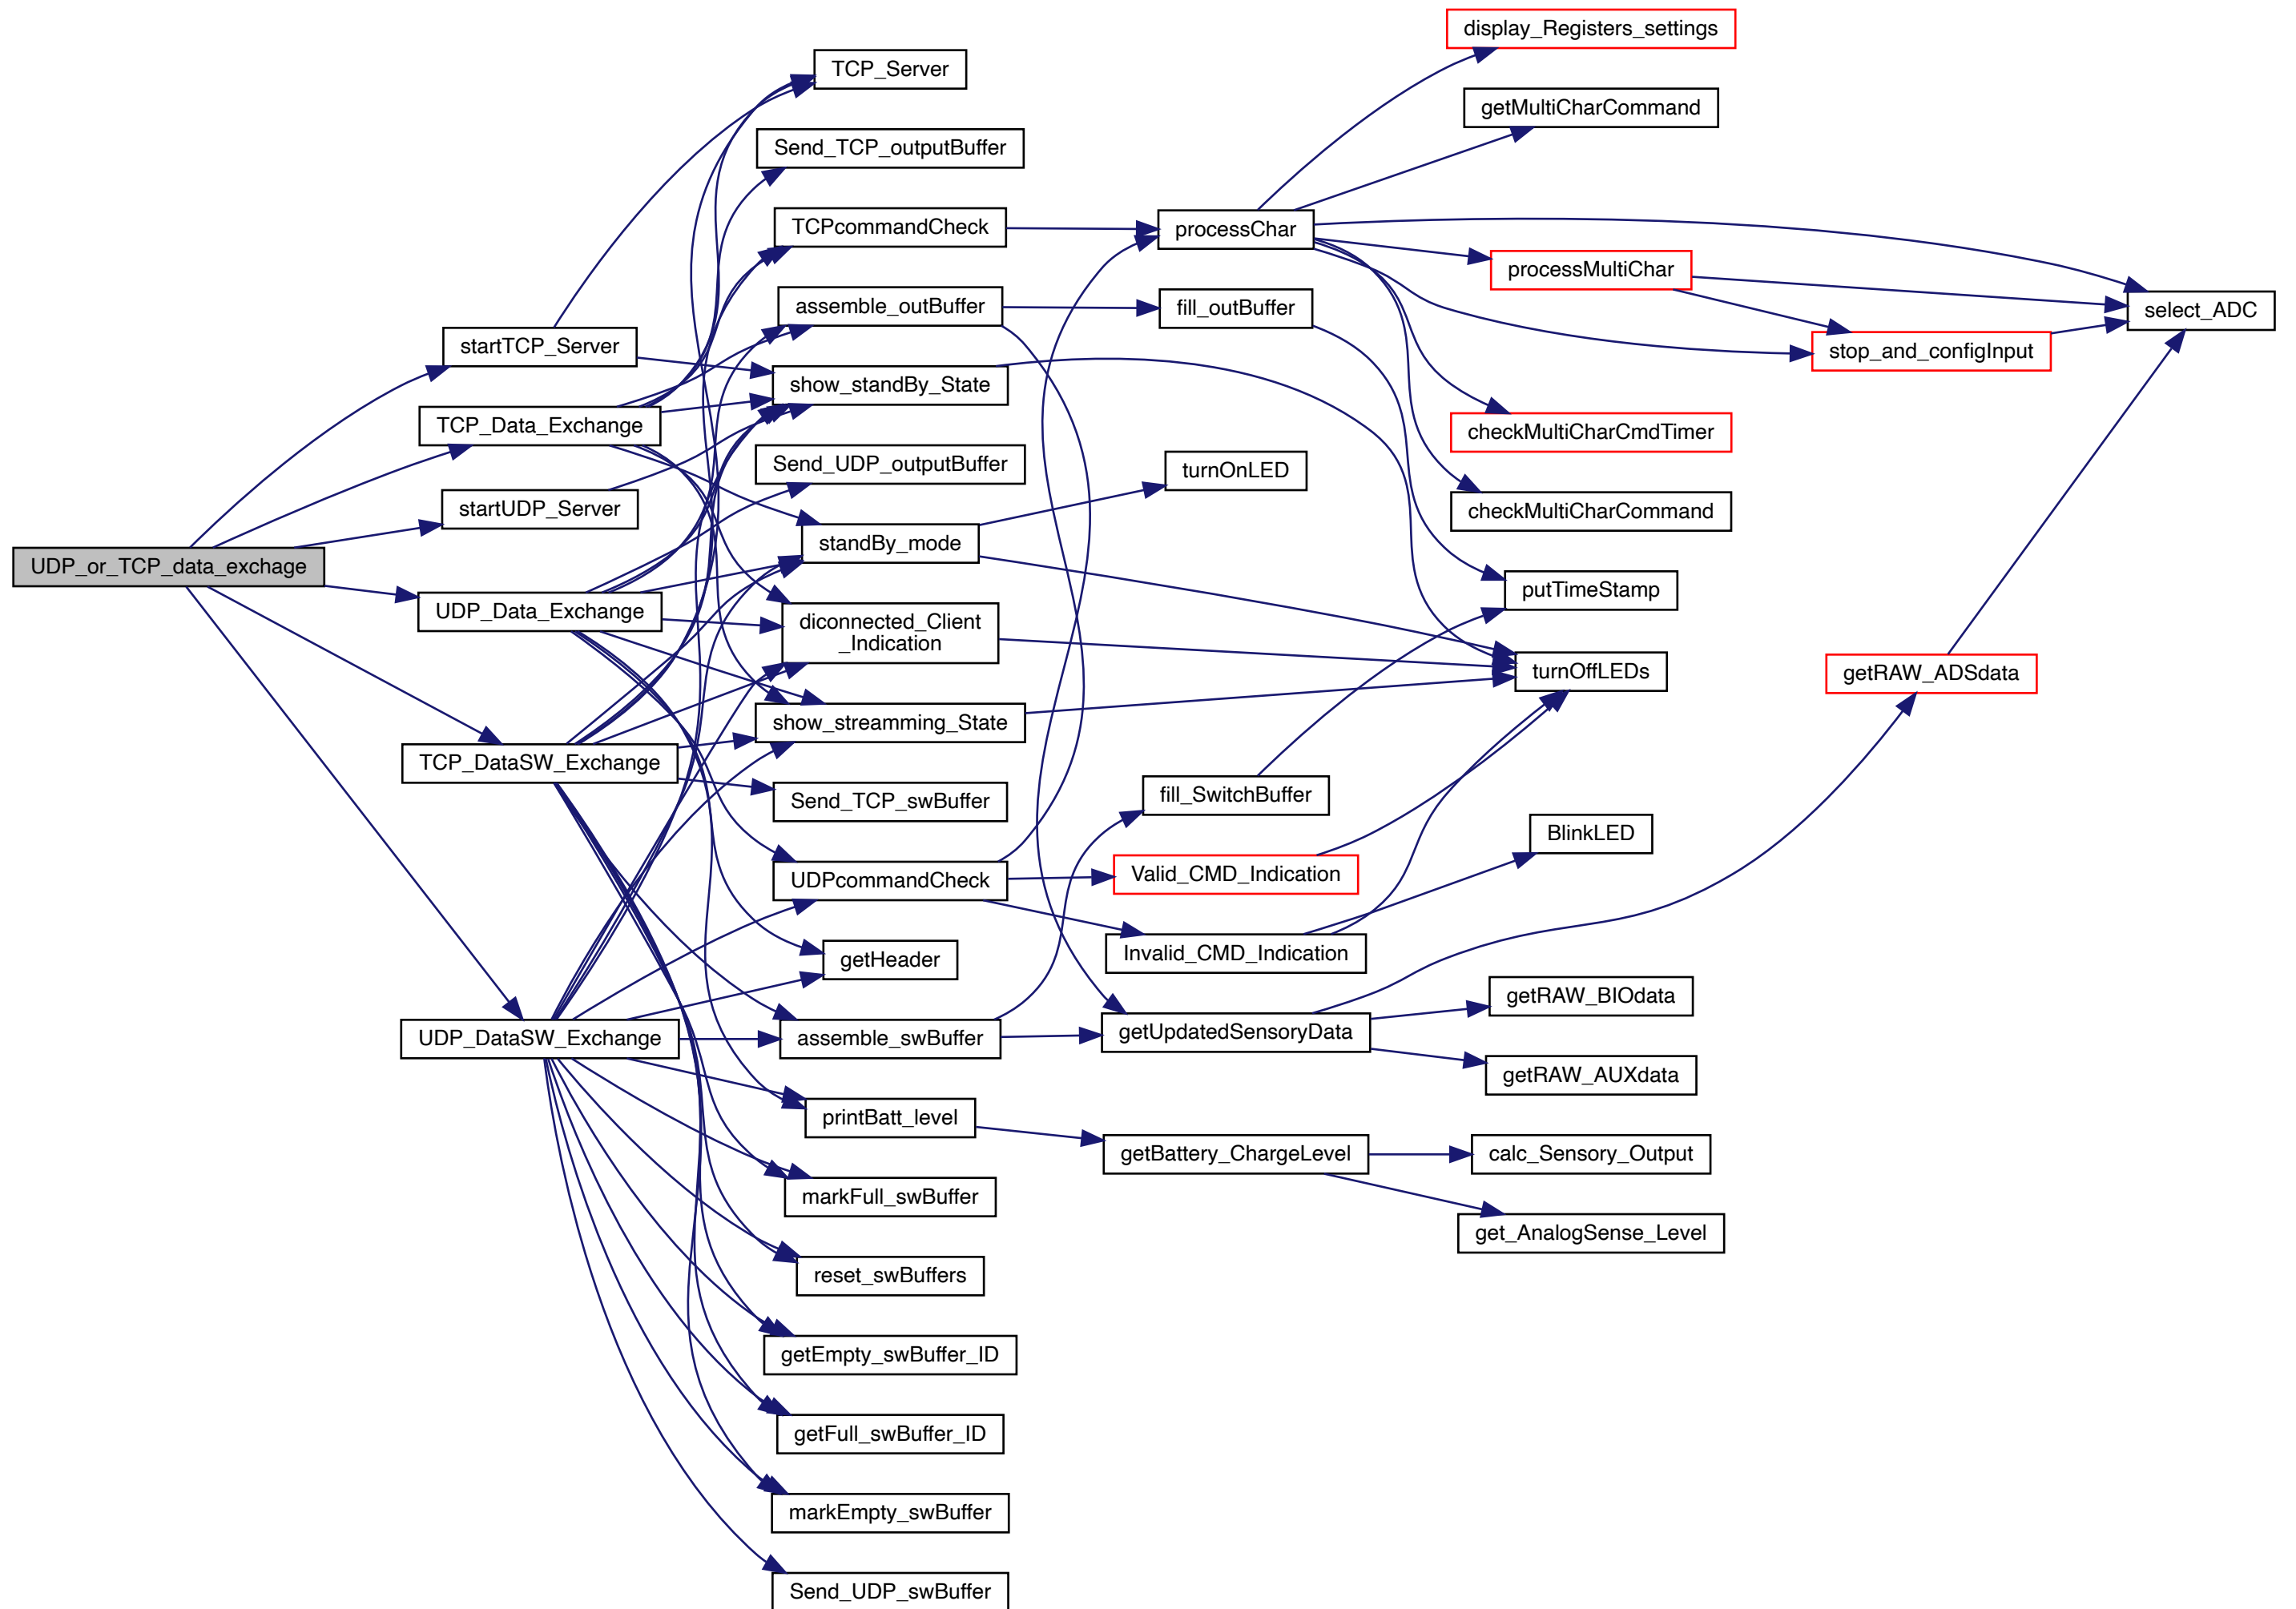 UDP_or_TCP_data_exchage
startTCP_Server
TCP_Data_Exchange
startUDP_Server
UDP_Data_Exchange
TCP_DataSW_Exchange
UDP_DataSW_Exchange
TCP_Server
Send_TCP_outputBuffer
TCPcommandCheck
assemble_outBuffer
show_standBy_State
Send_UDP_outputBuffer
standBy_mode
diconnected_Client
_Indication
show_streamming_State
Send_TCP_swBuffer
UDPcommandCheck
getHeader
assemble_swBuffer
printBatt_level
markFull_swBuffer
reset_swBuffers
getEmpty_swBuffer_ID
getFull_swBuffer_ID
markEmpty_swBuffer
Send_UDP_swBuffer
processChar
fill_outBuffer
turnOnLED
fill_SwitchBuffer
Valid_CMD_Indication
Invalid_CMD_Indication
getUpdatedSensoryData
getBattery_ChargeLevel
display_Registers_settings
getMultiCharCommand
processMultiChar
checkMultiCharCmdTimer
checkMultiCharCommand
putTimeStamp
turnOffLEDs
BlinkLED
getRAW_BIOdata
getRAW_AUXdata
calc_Sensory_Output
get_AnalogSense_Level
stop_and_configInput
getRAW_ADSdata
select_ADC